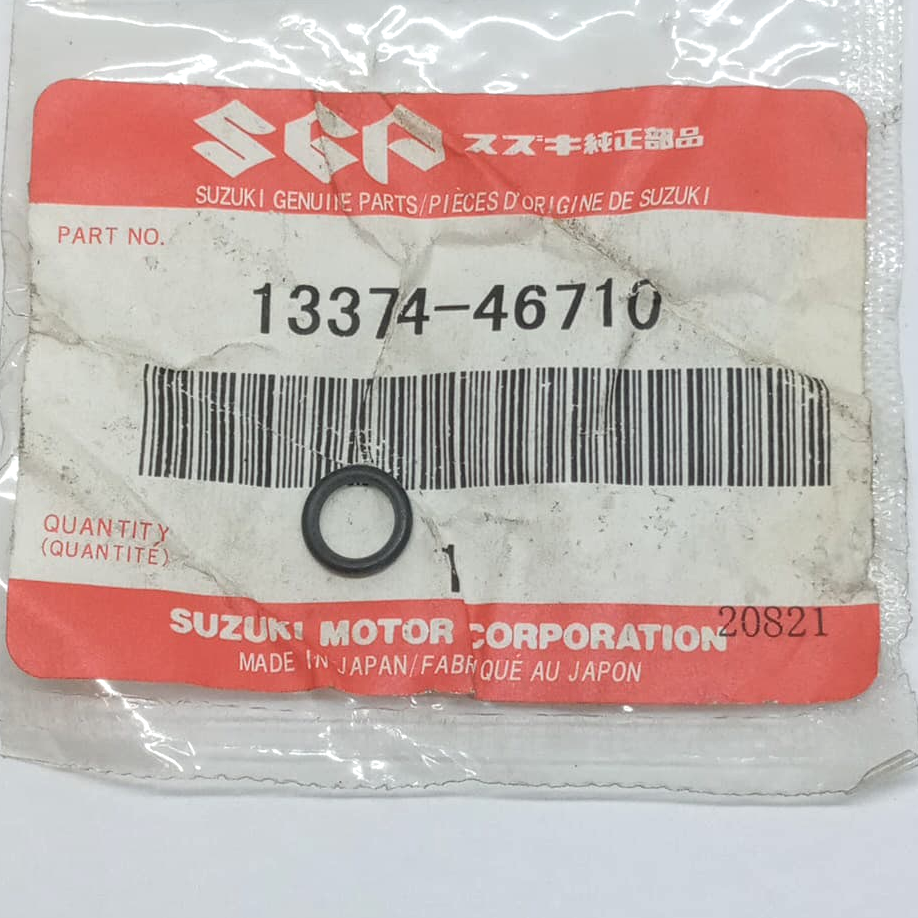 SGP スズキ純正部品
SUZUKI GENUINE PARTS/PIÈCES D'ORIGINE DE SUZUKI
PART NO.
13374-46710
QUANTITY
(QUANTITÉ)
1
SUZUKI MOTOR CORPORATION 20821
MADE IN JAPAN/FABRIQUÉ AU JAPON